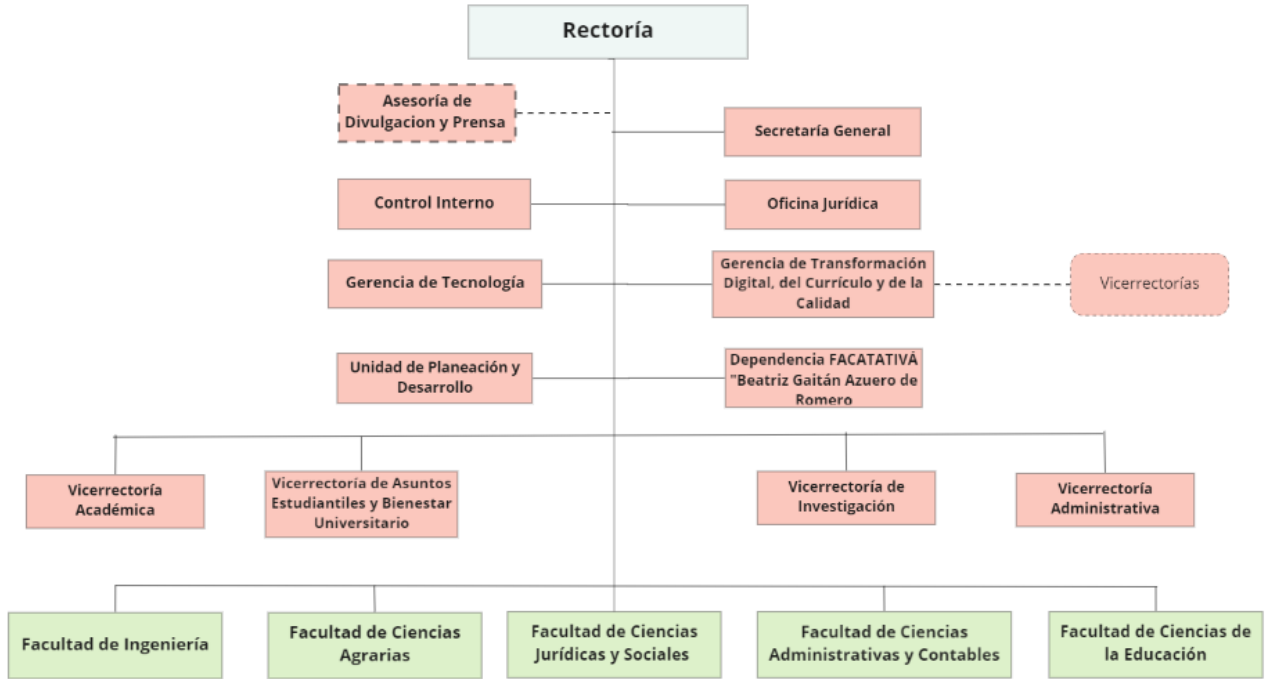 Rectoría
Asesoría de
Divulgacion y Prensa
Secretaría General
Control Interno
Oficina Jurídica
Gerencia de Tecnología
Gerencia de Transformación
Digital, del Currículo y de la
Calidad
Vicerrectorías
Unidad de Planeación y
Desarrollo
Dependencia FACATATIVÁ
"Beatriz Gaitán Azuero de
Romero
Vicerrectoría
Académica
Vicerrectoría de Asuntos
Estudiantiles y Bienestar
Universitario
Vicerrectoría de
Investigación
Vicerrectoría
Administrativa
Facultad de Ingeniería
Facultad de Ciencias
Agrarias
Facultad de Ciencias
Jurídicas y Sociales
Facultad de Ciencias
Administrativas y Contables
Facultad de Ciencias de
la Educación